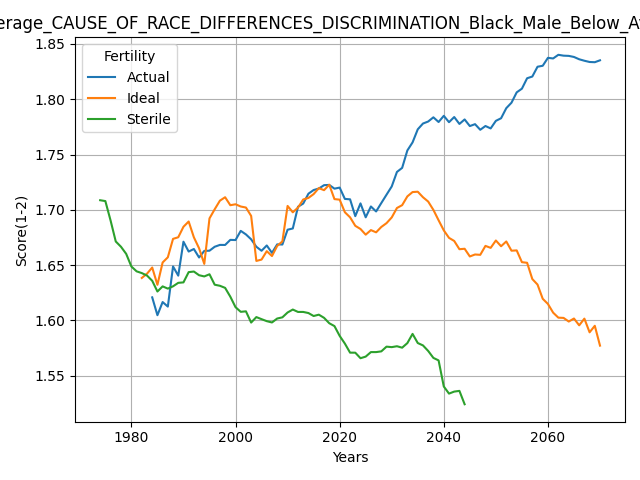 erage_CAUSE_OF_RACE_DIFFERENCES_DISCRIMINATION_Black_Male_Below_A
Fertility
Actual
Ideal
Sterile
1.85
1.80
1.75
1.70
1.65
1.60
1.55
Score(1-2)
1980
2000
2020
2040
2060
Years